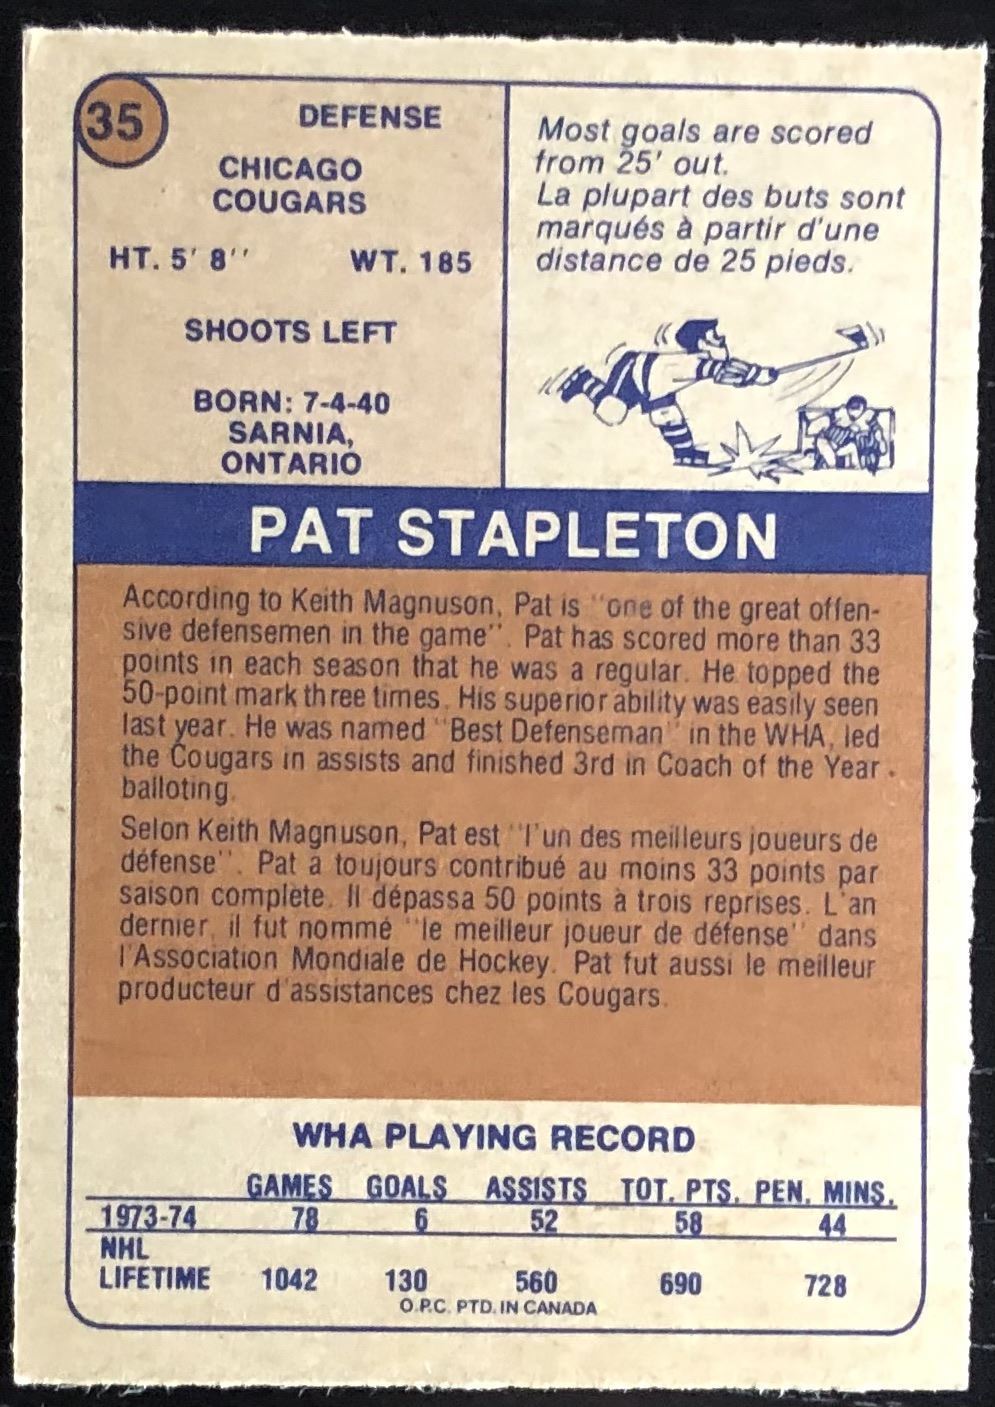 35
DEFENSE
CHICAGO
COUGARS
HT. 5' 8''
WT. 185
SHOOTS LEFT
BORN: 7-4-40
SARNIA,
ONTARIO
Most goals are scored
from 25' out.
La plupart des buts sont
marqués à partir d'une
distance de 25 pieds.
PAT STAPLETON
According to Keith Magnuson, Pat is "one of the great offen-
sive defensemen in the game". Pat has scored more than 33
points in each season that he was a regular. He topped the
50-point mark three times. His superior ability was easily seen
last year. He was named "Best Defenseman" in the WHA, led
the Cougars in assists and finished 3rd in Coach of the Year
balloting.
Selon Keith Magnuson, Pat est "l'un des meilleurs joueurs de
défense". Pat a toujours contribué au moins 33 points par
saison complète. Il dépassa 50 points à trois reprises. L'an
dernier, il fut nommé "le meilleur joueur de défense" dans
l'Association Mondiale de Hockey. Pat fut aussi le meilleur
producteur d'assistances chez les Cougars.
WHA PLAYING RECORD
GAMES GOALS ASSISTS TOT. PTS. PEN. MINS.
1973-74 78 6 52 58 44
NHL
LIFETIME 1042 130 560 690 728
O.P.C. PTD. IN CANADA